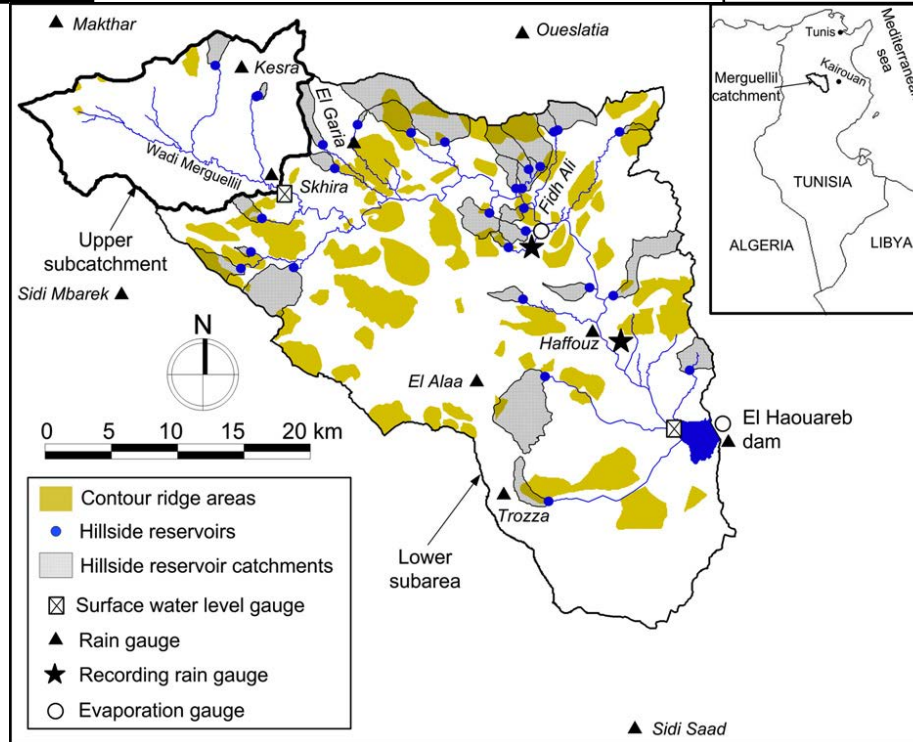 Makthar
Oueslatia
Kesra
El Garia
Wadi Merguellil
Skhira
Fidh Ali
Upper
subcatchment
Sidi Mbarek
N
Haffouz
El Alaa
0 5 10 15 20 km
El Haouareb
dam
Trozza
Lower
subarea
Sidi Saad
Contour ridge areas
Hillside reservoirs
Hillside reservoir catchments
Surface water level gauge
Rain gauge
Recording rain gauge
Evaporation gauge
Tunis
Mediterranean
sea
Kairouan
Merguellil
catchment
TUNISIA
ALGERIA
LIBYA